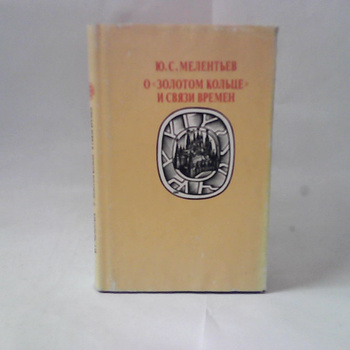 Ю. С. МЕЛЕНТЬЕВ
О «ЗОЛОТОМ КОЛЬЦЕ»
И СВЯЗИ ВРЕМЕН